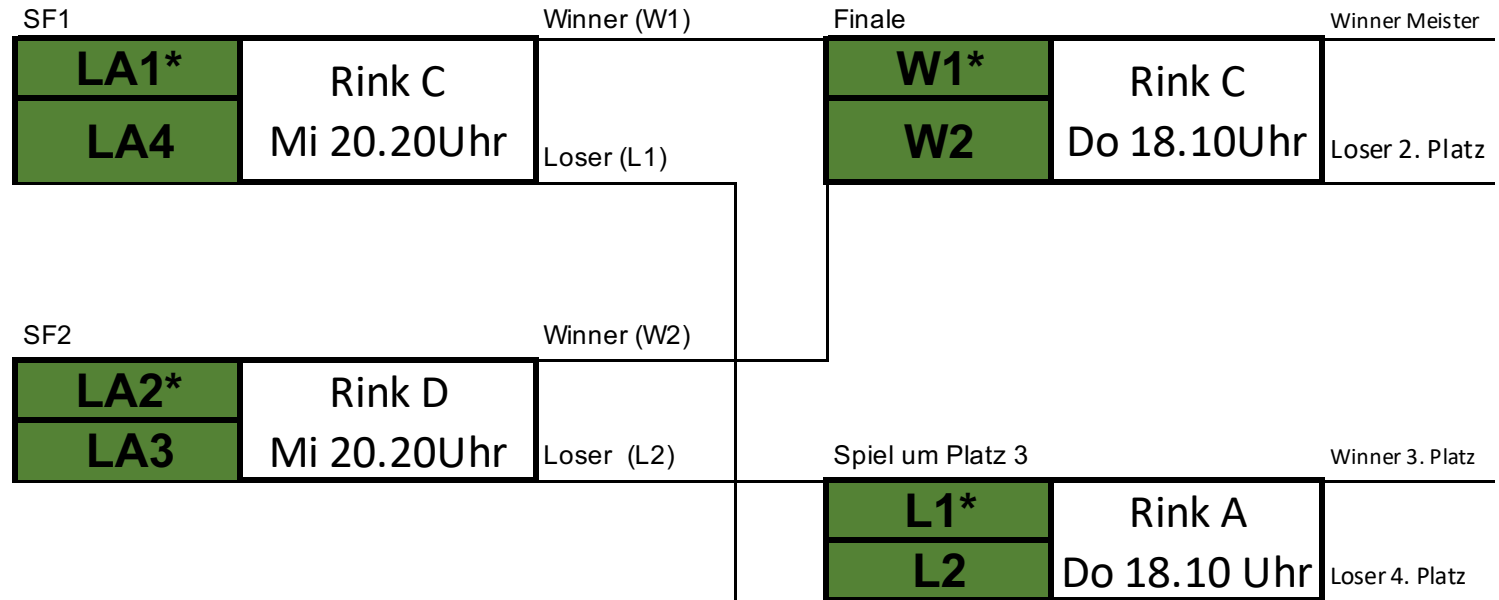 SF1
Winner (W1)
Finale
Winner Meister
LA1*
Rink C
W1*
Rink C
LA4
Mi 20.20Uhr
Loser (L1)
W2
Do 18.10Uhr
Loser 2. Platz
SF2
Winner (W2)
LA2*
Rink D
LA3
Mi 20.20Uhr
Loser (L2)
Spiel um Platz 3
Winner 3. Platz
L1*
Rink A
L2
Do 18.10 Uhr
Loser 4. Platz